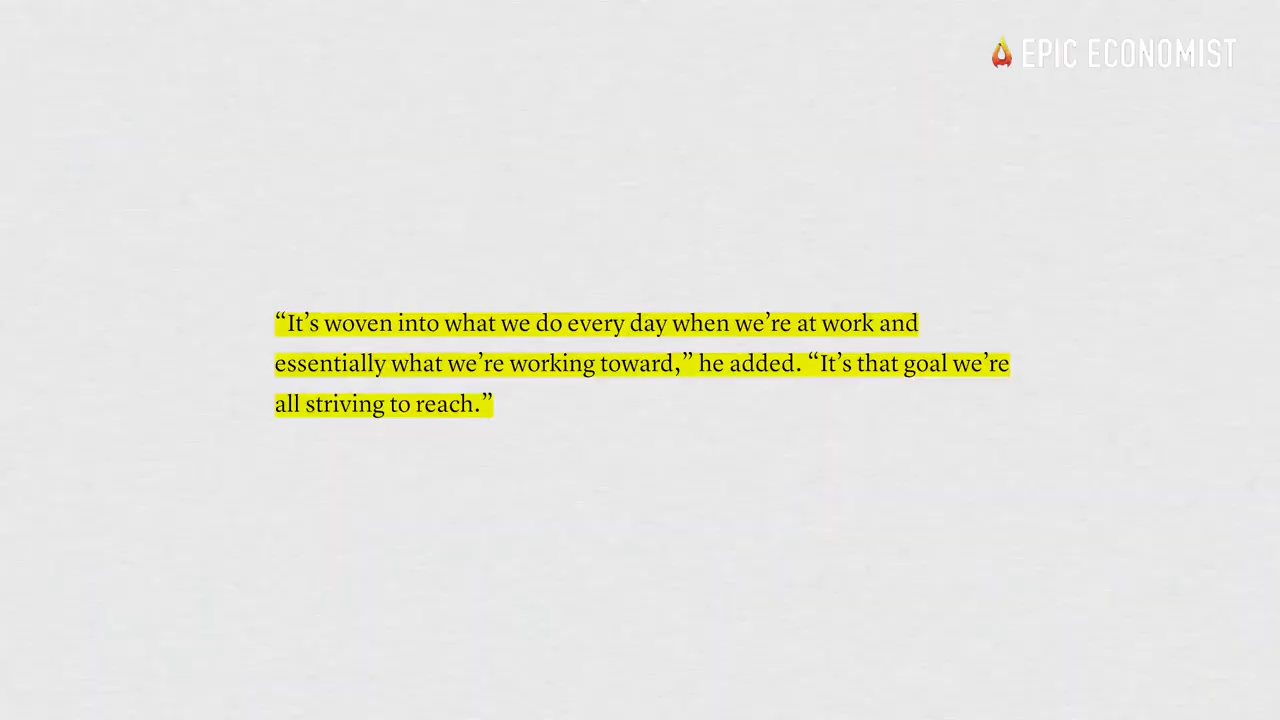 EPIC ECONOMIST
“It’s woven into what we do every day when we’re at work and
essentially what we’re working toward,” he added. “It’s that goal we’re
all striving to reach.”